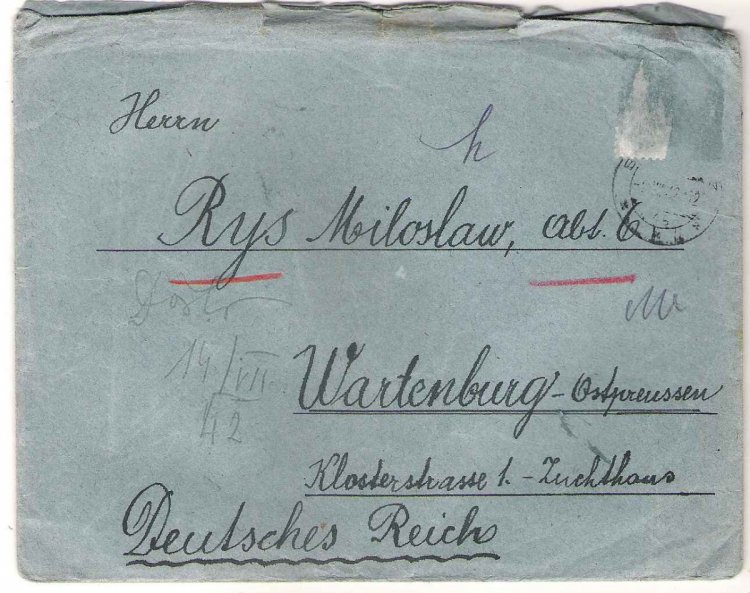 Herrn
h
Rys Miloslaw, abt. 6
14/VII.
42
Wartenburg - Ostpreussen
Klosterstrasse 1. - Zuchthaus
Deutsches Reich